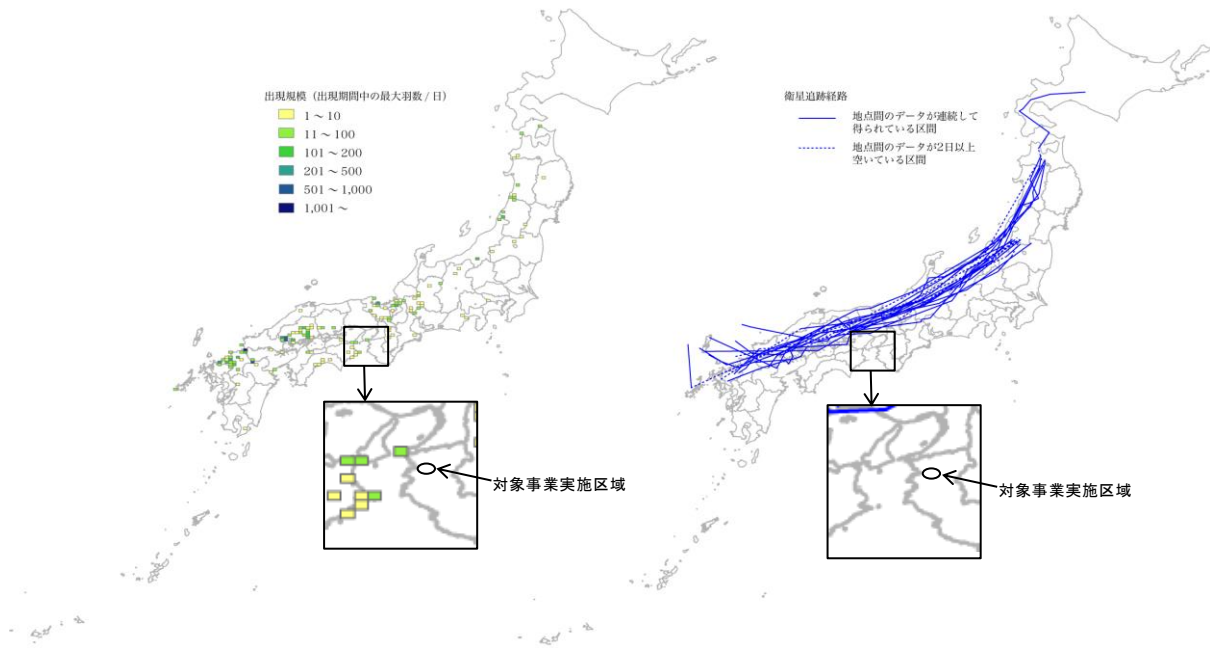 出現規模（出現期間中の最大羽数 / 日）
1 ～ 10
11 ～ 100
101 ～ 200
201 ～ 500
501 ～ 1,000
1,001 ～
対象事業実施区域
衛星追跡経路
地点間のデータが連続して
得られている区間
地点間のデータが2日以上
空いている区間
対象事業実施区域